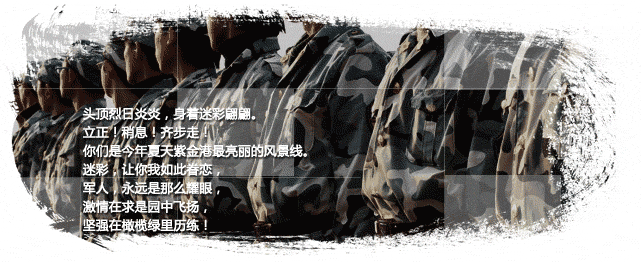 头顶烈日炎炎，身着迷彩翩翩。
立正！稍息！齐步走！
你们是今年夏天紫金港最亮丽的风景线。
迷彩，让你我如此眷恋，
军人，永远是那么耀眼，
激情在求是园中飞扬，
坚强在橄榄绿里历练！